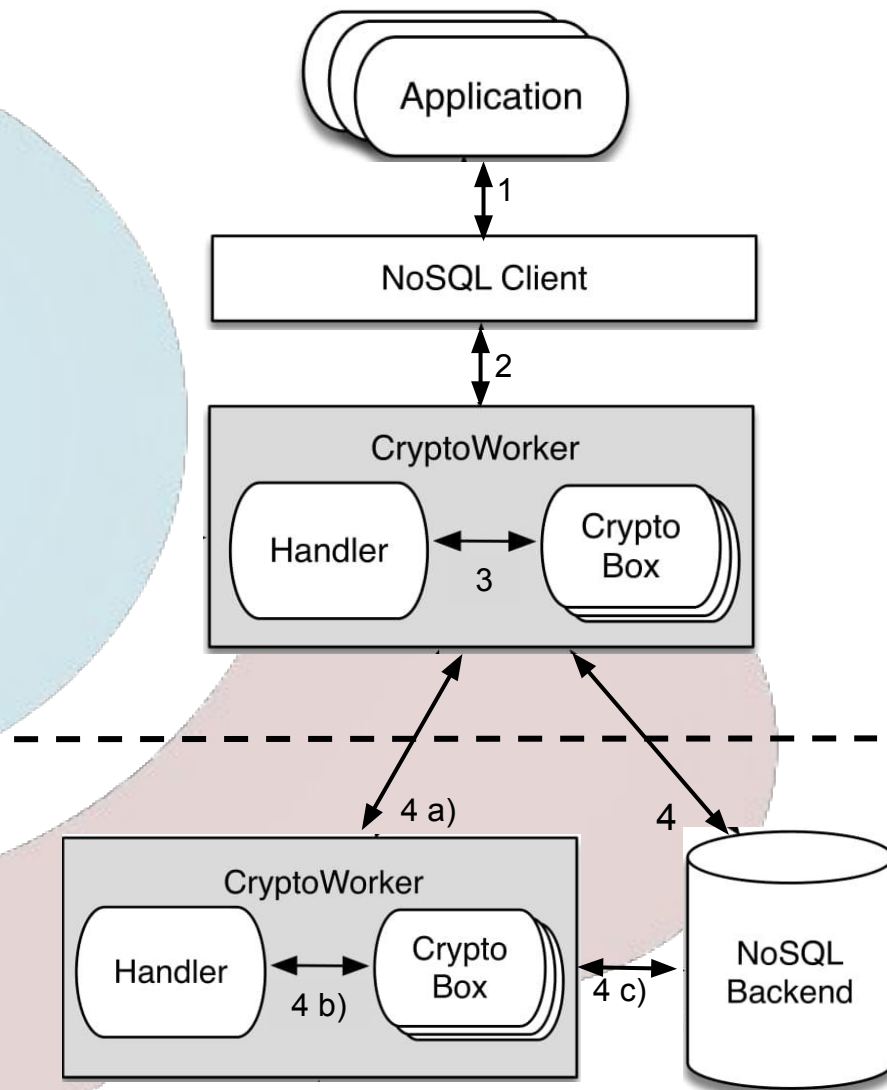 Application
1
NoSQL Client
2
CryptoWorker
Handler
3
Crypto
Box
4 a)
4
CryptoWorker
Handler
4 b)
Crypto
Box
4 c)
NoSQL
Backend